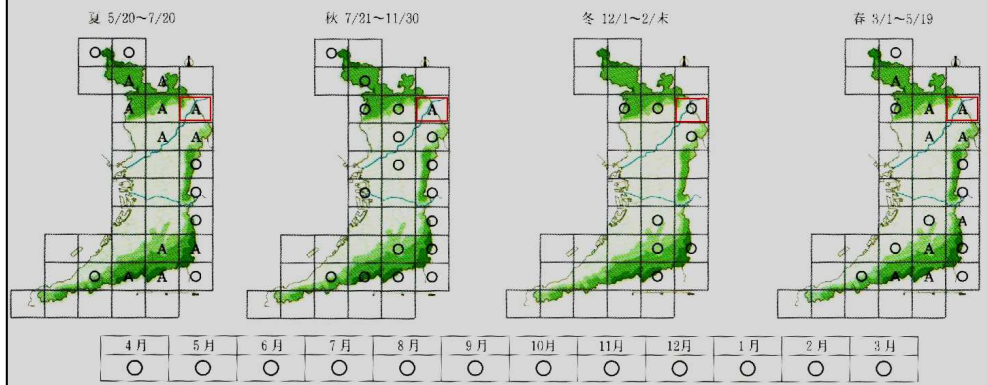 夏 5/20~7/20 秋 7/21~11/30 冬 12/1~2/末 春 3/1~5/19
○ ○ ○ ○
A A ○ ○ ○
A A A ○ ○ A ○ ○ ○ ○ A A
A A ○ ○ A A
○ ○ ○ ○
○ ○ ○ ○
○ ○ ○ ○ A
A A ○ ○ ○ ○ ○ A ○
○ A A ○ ○ ○ ○ ○ ○ ○ A A ○
4月 5月 6月 7月 8月 9月 10月 11月 12月 1月 2月 3月
○ ○ ○ ○ ○ ○ ○ ○ ○ ○ ○ ○